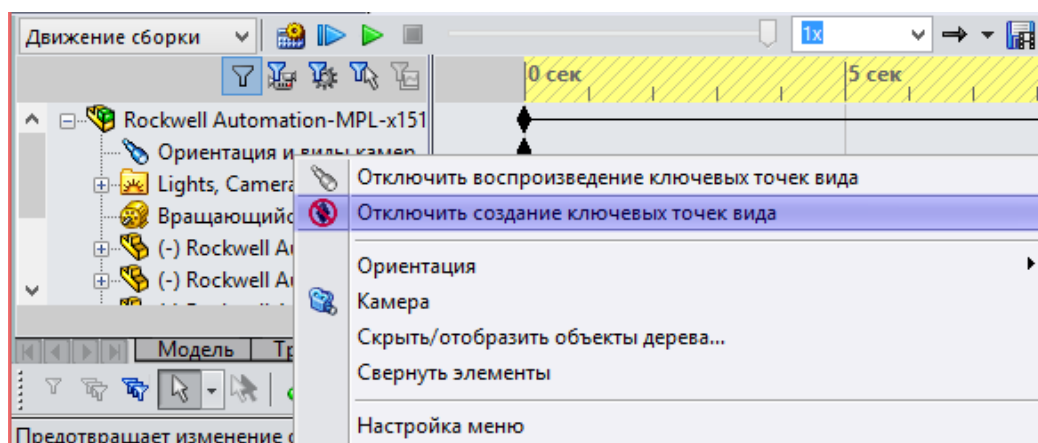 Движение сборки 1x
0 сек 5 сек
Rockwell Automation-MPL-x151
Ориентация и виды камер
Отключить воспроизведение ключевых точек вида
Lights, Camera
Отключить создание ключевых точек вида
Вращающийс
(-) Rockwell Au
Ориентация
(-) Rockwell Au
Камера
Скрыть/отобразить объекты дерева...
Модель Тр
Свернуть элементы
Настройка меню
Предотвращает изменение